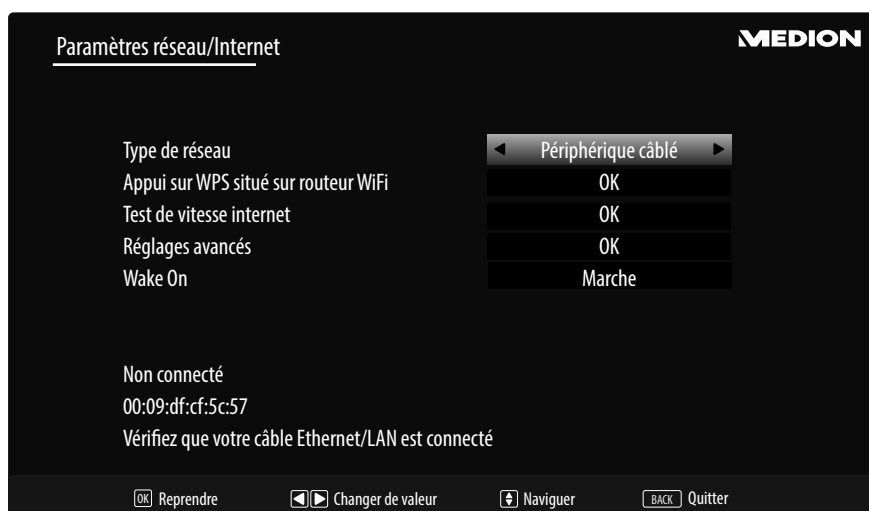 Paramètres réseau/Internet
MEDION
Type de réseau Périphérique câblé
Appui sur WPS situé sur routeur WiFi OK
Test de vitesse internet OK
Réglages avancés OK
Wake On Marche
Non connecté
00:09:df:cf:5c:57
Vérifiez que votre câble Ethernet/LAN est connecté
OK Reprendre Changer de valeur Naviguer BACK Quitter